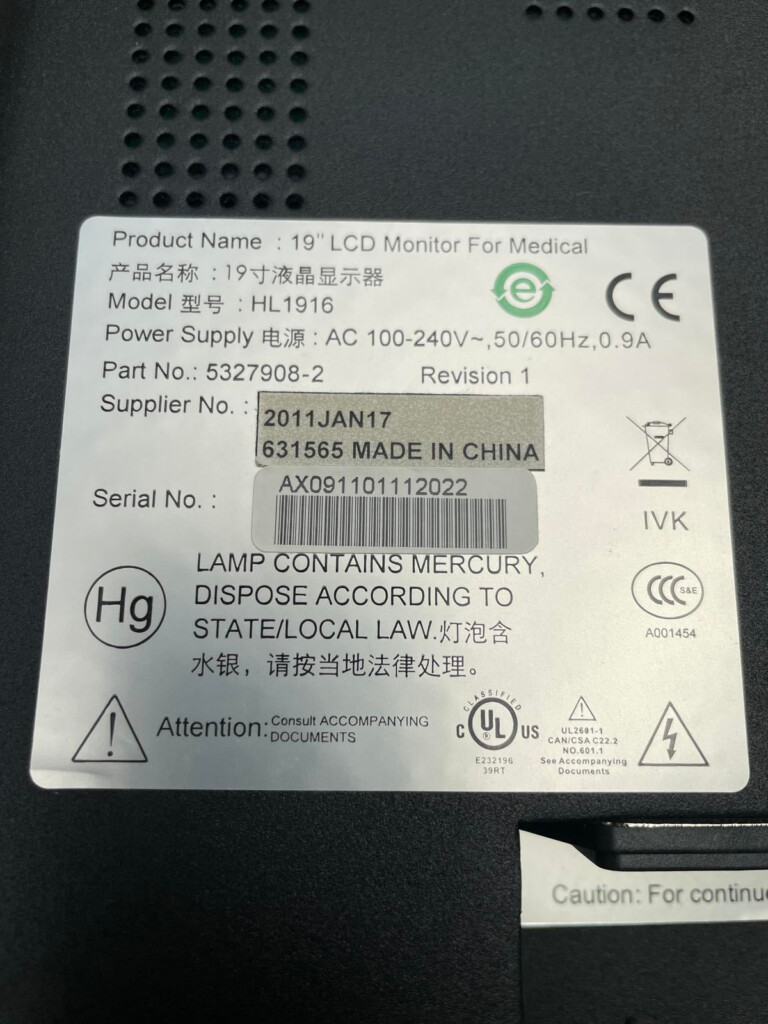 Product Name : 19" LCD Monitor For Medical
产品名称 : 19寸液晶显示器
Model 型号 : HL1916
e
CE
Power Supply 电源 : AC 100-240V~,50/60Hz,0.9A
Part No.: 5327908-2 Revision 1
Supplier No. :
2011JAN17
631565 MADE IN CHINA
Serial No. :
AX091101112022
IVK
Hg
LAMP CONTAINS MERCURY,
DISPOSE ACCORDING TO
STATE/LOCAL LAW.灯泡含
水银，请按当地法律处理。
CCC S&E
A001454
Attention: Consult ACCOMPANYING
DOCUMENTS
CLASSIFIED
C UL ® US
E232196
39RT
UL2601-1
CAN/CSA C22.2
NO.601.1
See Accompanying
Documents
Caution: For continue